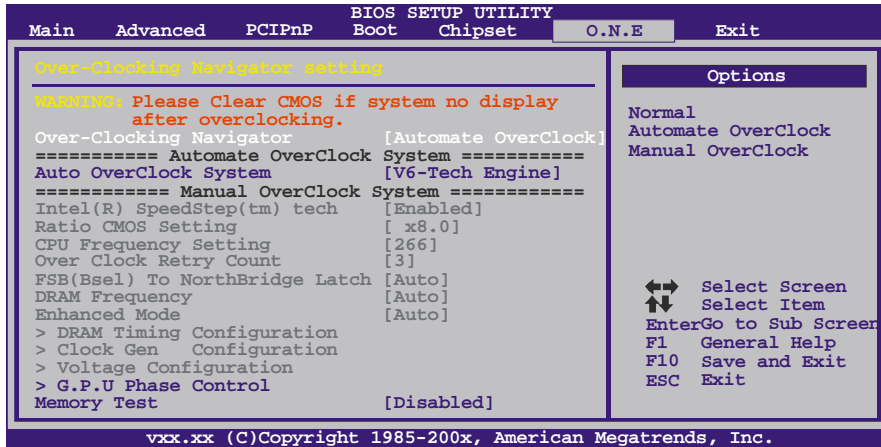 BIOS SETUP UTILITY
Main Advanced PCIPnP Boot Chipset O.N.E Exit
Over-Clocking Navigator setting
WARNING: Please Clear CMOS if system no display
after overclocking.
Over-Clocking Navigator [Automate OverClock]
=========== Automate OverClock System ===========
Auto OverClock System [V6-Tech Engine]
============ Manual OverClock System ============
Intel(R) SpeedStep(tm) tech [Enabled]
Ratio CMOS Setting [ x8.0]
CPU Frequency Setting [266]
Over Clock Retry Count [3]
FSB(Bsel) To NorthBridge Latch [Auto]
DRAM Frequency [Auto]
Enhanced Mode [Auto]
> DRAM Timing Configuration
> Clock Gen Configuration
> Voltage Configuration
> G.P.U Phase Control
Memory Test [Disabled]
Options
Normal
Automate OverClock
Manual OverClock
Select Screen
Select Item
EnterGo to Sub Screen
F1 General Help
F10 Save and Exit
ESC Exit
vxx.xx (C)Copyright 1985-200x, American Megatrends, Inc.